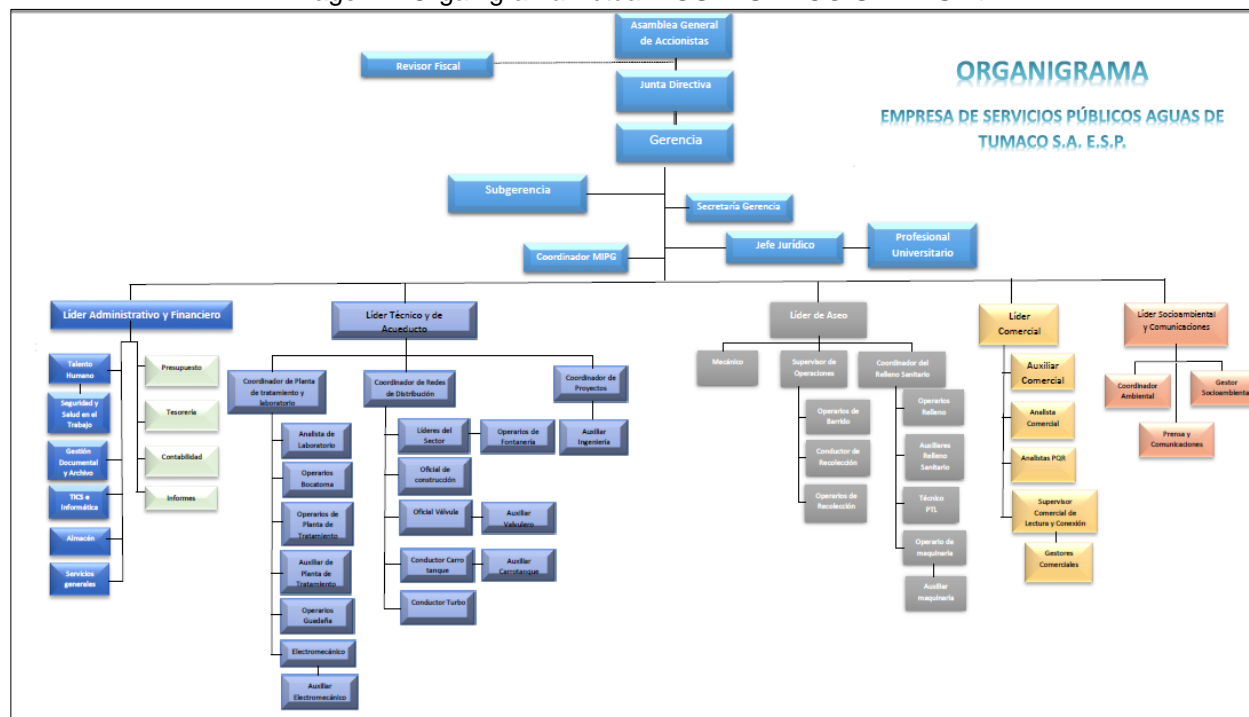 Asamblea General
de Accionistas
Revisor Fiscal
ORGANIGRAMA
Junta Directiva
EMPRESA DE SERVICIOS PÚBLICOS AGUAS DE
TUMACO S.A. E.S.P.
Gerencia
Subgerencia
Secretaría Gerencia
Jefe Jurídico
Profesional
Universitario
Coordinador MIPG
Líder Administrativo y Financiero
Talento
Humano
Seguridad y
Salud en el
Trabajo
Gestión
Documental
y Archivo
TICS e
Informática
Almacén
Servicios
generales
Presupuesto
Tesorería
Contabilidad
Informes
Líder Técnico y de
Acueducto
Coordinador de Planta
de tratamiento y
laboratorio
Analista de
Laboratorio
Operarios
Bocatoma
Operarios de
Planta de
Tratamiento
Auxiliar de
Planta de
Tratamiento
Operarios
Guadaña
Electromecánico
Auxiliar
Electromecánico
Coordinador de Redes
de Distribución
Líderes del
Sector
Operarios de
Fontanería
Oficial de
construcción
Oficial Válvula
Auxiliar
Valvulero
Conductor Carro
tanque
Auxiliar
Carrotanque
Conductor Turbo
Coordinador de
Proyectos
Auxiliar
Ingeniería
Líder de Aseo
Mecánico
Supervisor de
Operaciones
Operarios de
Barrido
Conductor de
Recolección
Operarios de
Recolección
Coordinador del
Relleno Sanitario
Operarios
Relleno
Auxiliares
Relleno
Sanitario
Técnico
PTL
Operario de
maquinaria
Auxiliar
maquinaria
Líder
Comercial
Auxiliar
Comercial
Analista
Comercial
Analistas PQR
Supervisor
Comercial de
Lectura y Conexión
Gestores
Comerciales
Líder Socioambiental
y Comunicaciones
Coordinador
Ambiental
Gestor
Socioambiental
Prensa y
Comunicaciones